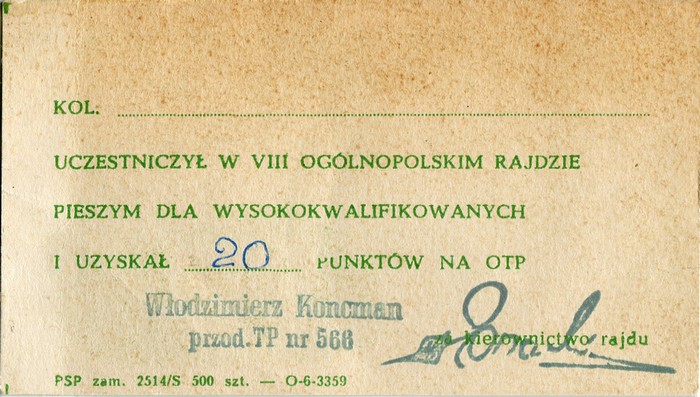 KOL. 
UCZESTNICZYŁ W VIII OGÓLNOPOLSKIM RAJDZIE
PIESZYM DLA WYSOKOKWALIFIKOWANYCH
I UZYSKAŁ 20 PUNKTÓW NA OTP
Włodzimierz Koncman
przod. TP nr 566
za kierownictwo rajdu
PSP zam. 2514/S 500 szt. — O-6-3359